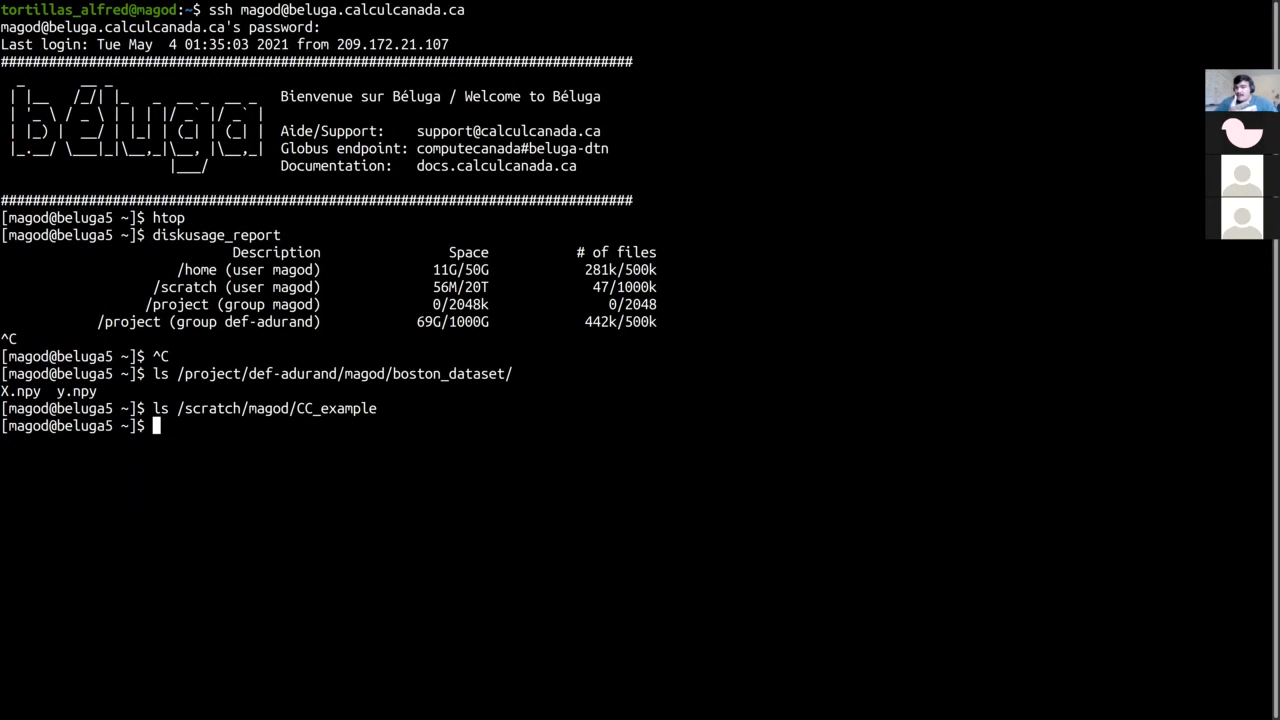 tortillas_alfred@magod:~$ ssh magod@beluga.calculcanada.ca
magod@beluga.calculcanada.ca's password:
Last login: Tue May  4 01:35:03 2021 from 209.172.21.107
###############################################################################
béluga
Bienvenue sur Béluga / Welcome to Béluga
Aide/Support:    support@calculcanada.ca
Globus endpoint: computecanada#beluga-dtn
Documentation:   docs.calculcanada.ca
###############################################################################
[magod@beluga5 ~]$ htop
[magod@beluga5 ~]$ diskusage_report
Description                Space           # of files
/home (user magod)              11G/50G            281k/500k
/scratch (user magod)              56M/20T             47/1000k
/project (group magod)              0/2048k               0/2048
/project (group def-adurand)            69G/1000G            442k/500k
^C
[magod@beluga5 ~]$ ^C
[magod@beluga5 ~]$ ls /project/def-adurand/magod/boston_dataset/
X.npy  y.npy
[magod@beluga5 ~]$ ls /scratch/magod/CC_example
[magod@beluga5 ~]$